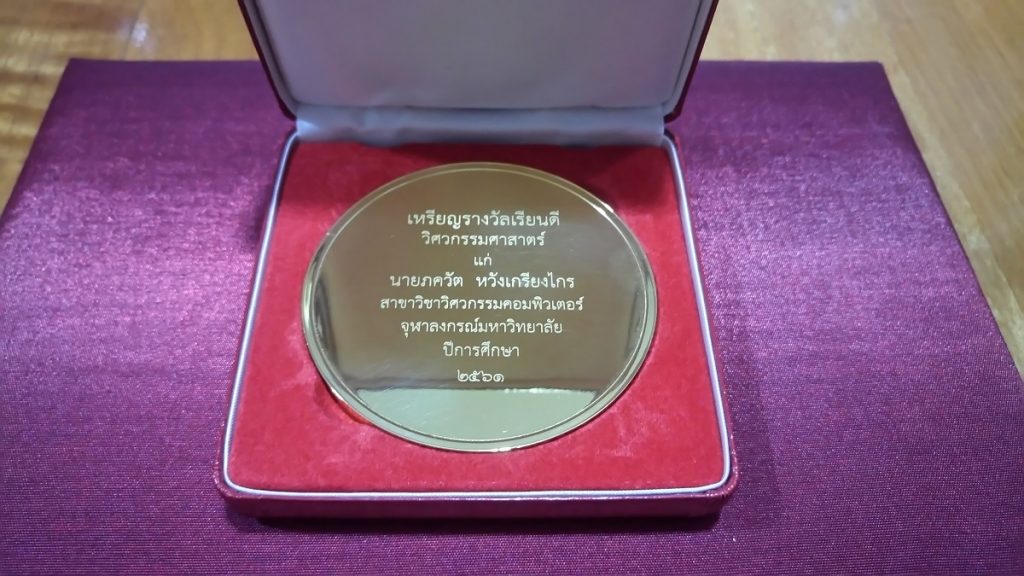 เหรียญรางวัลเรียนดี
วิศวกรรมศาสาตร์
แก่
นายภควัต หวังเกรียงไกร
สาขาวิชาวิศวกรรมคอมพิวเตอร์
จุฬาลงกรณ์มหาวิทยาลัย
ปีการศึกษา
๒๕๖๑